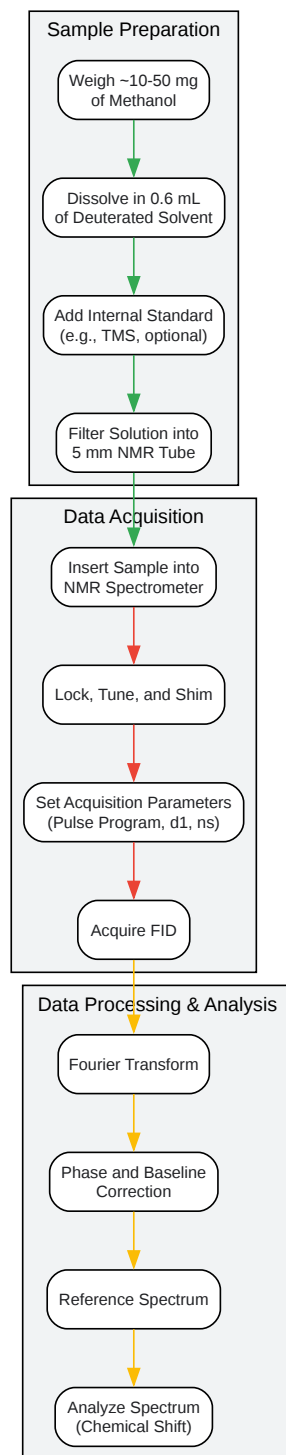 Sample Preparation
Weigh ~10-50 mg
of Methanol
Dissolve in 0.6 mL
of Deuterated Solvent
Add Internal Standard
(e.g., TMS, optional)
Filter Solution into
5 mm NMR Tube
Data Acquisition
Insert Sample into
NMR Spectrometer
Lock, Tune, and Shim
Set Acquisition Parameters
(Pulse Program, d1, ns)
Acquire FID
Data Processing & Analysis
Fourier Transform
Phase and Baseline
Correction
Reference Spectrum
Analyze Spectrum
(Chemical Shift)